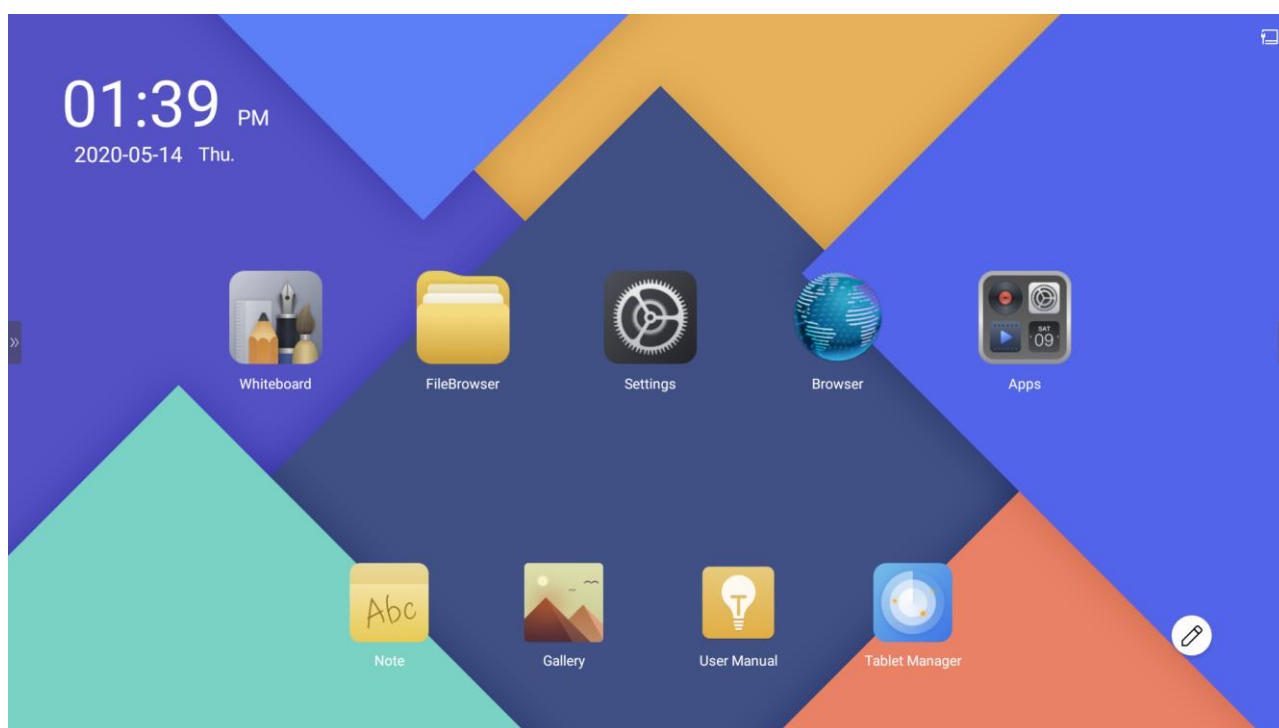 01:39 PM
2020-05-14 Thu.
»
SAT
09
Whiteboard
FileBrowser
Settings
Browser
Apps
Abc
T
Note
Gallery
User Manual
Tablet Manager